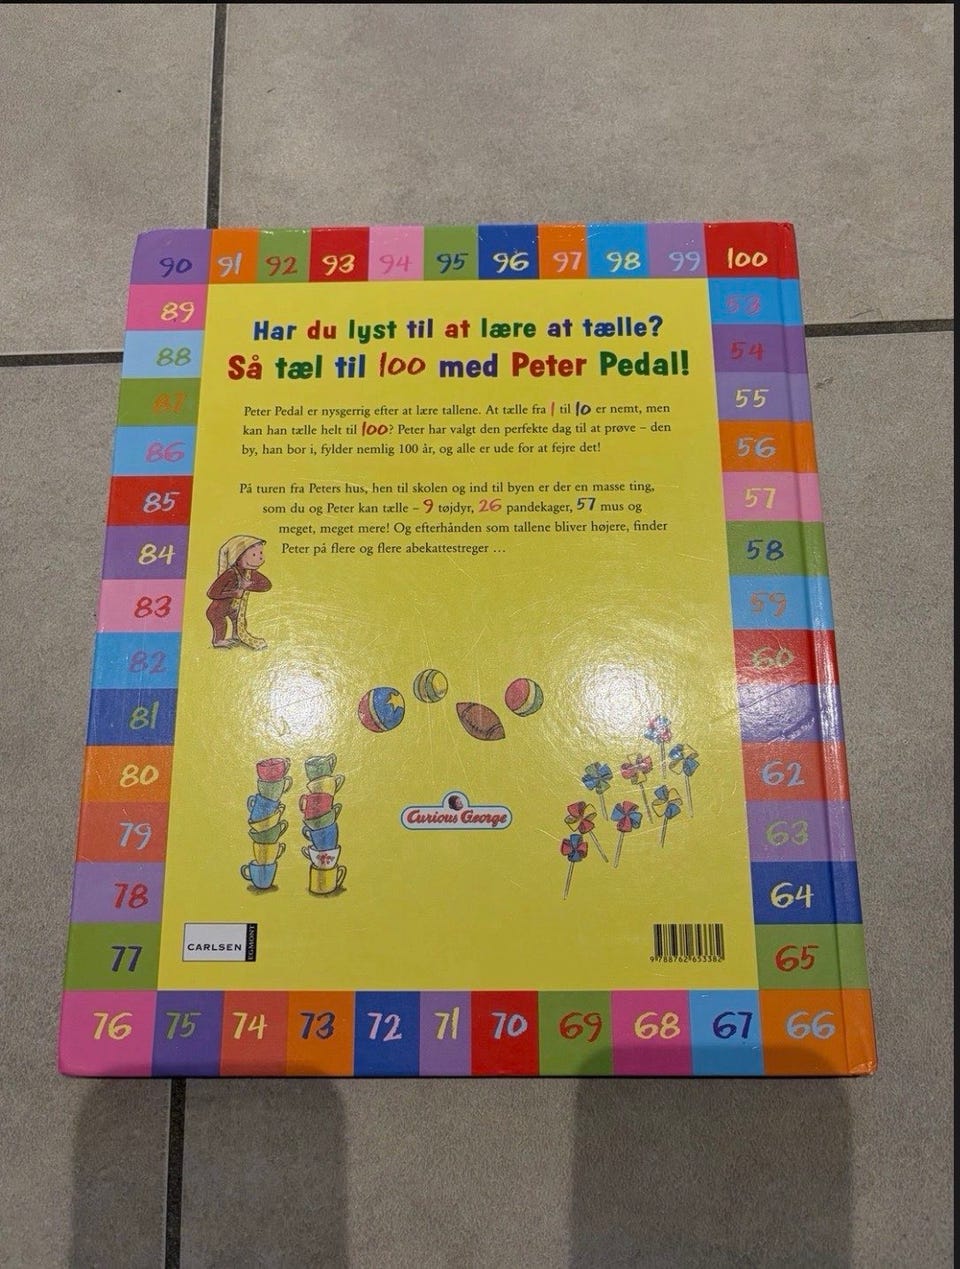 90 91 92 93 94 95 96 97 98 99 100
89 53
88 54
87 55
86 56
85 57
84 58
83 59
82 60
81
80 62
79 63
78 64
77 65
76 75 74 73 72 71 70 69 68 67 66
Har du lyst til at lære at tælle?
Så tæl til 100 med Peter Pedal!
Peter Pedal er nysgerrig efter at lære tallene. At tælle fra 1 til 10 er nemt, men
kan han tælle helt til 100? Peter har valgt den perfekte dag til at prøve – den
by, han bor i, fylder nemlig 100 år, og alle er ude for at fejre det!
På turen fra Peters hus, hen til skolen og ind til byen er der en masse ting,
som du og Peter kan tælle – 9 tøjdyr, 26 pandekager, 57 mus og
meget, meget mere! Og efterhånden som tallene bliver højere, finder
Peter på flere og flere abekattestreger ...
Curious George
CARLSEN
EGMONT
9 788762 653382